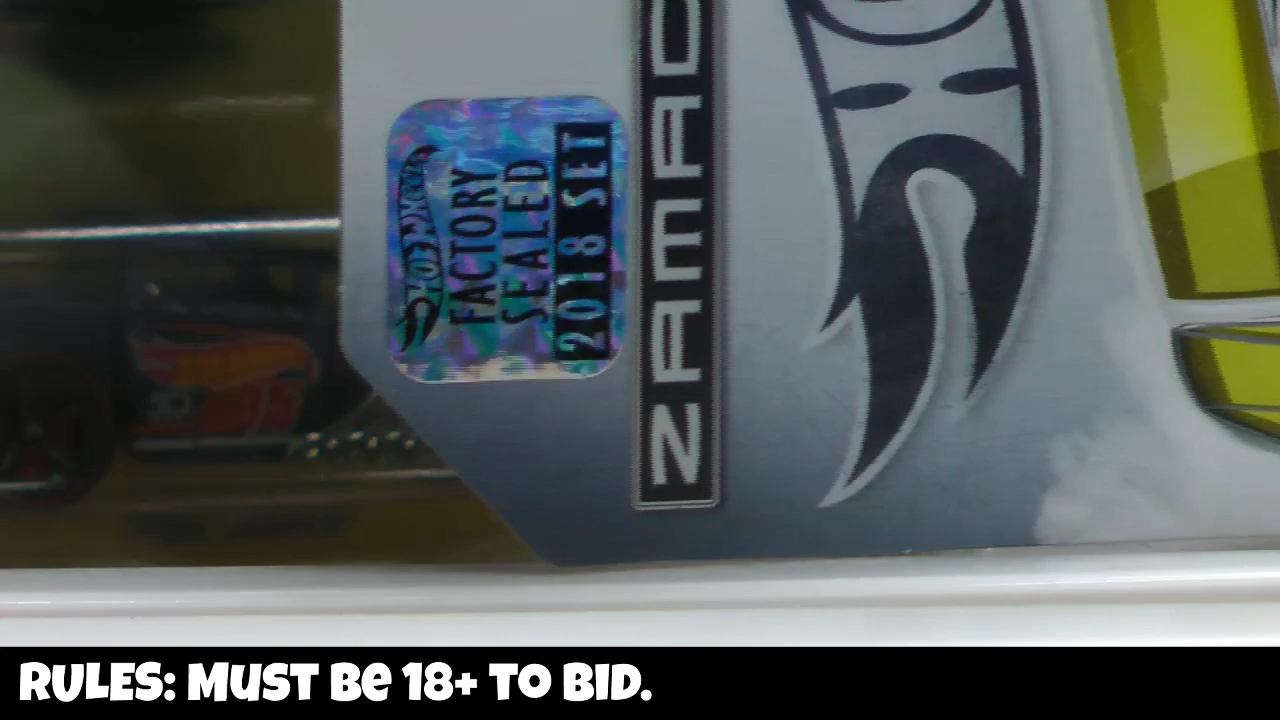 HOT WHEELS
FACTORY
SEALED
2018 SET
ZAMAC
RULES: MUST BE 18+ TO BID.